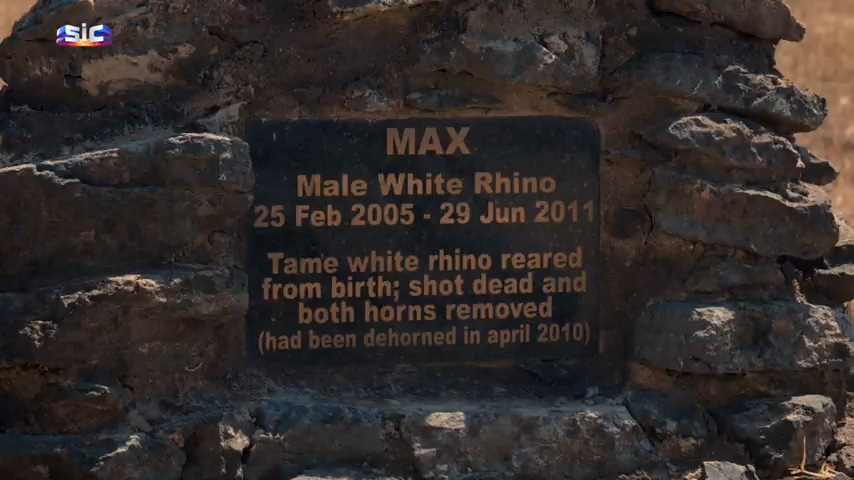 SIC
MAX
Male White Rhino
25 Feb 2005 - 29 Jun 2011
Tame white rhino reared
from birth; shot dead and
both horns removed
(had been dehorned in april 2010)